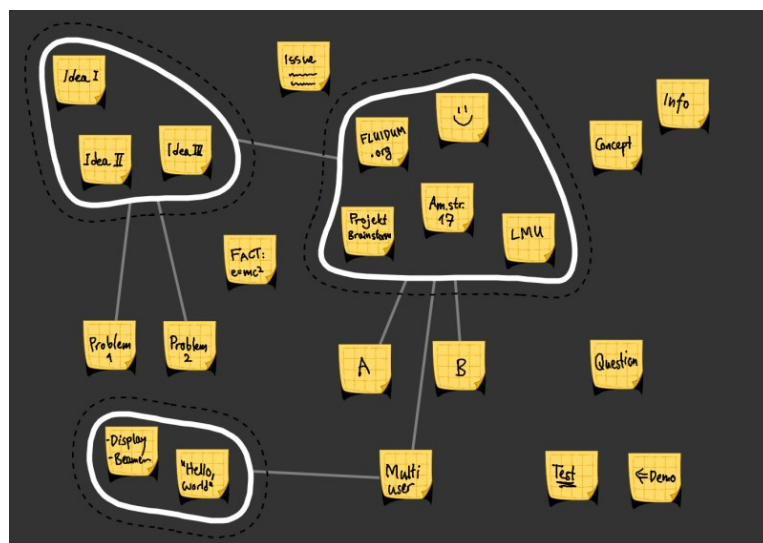 Idea I
Idea II
Idea III
Issue
FLUIDUM
.org
Projekt
Brainstorm
Am.str.
17
LMU
Concept
Info
FACT:
e=mc²
Problem
1
Problem
2
A
B
Question
-Display
-Beamer
"Hello,
World"
Multi
user
Test
⇐Demo